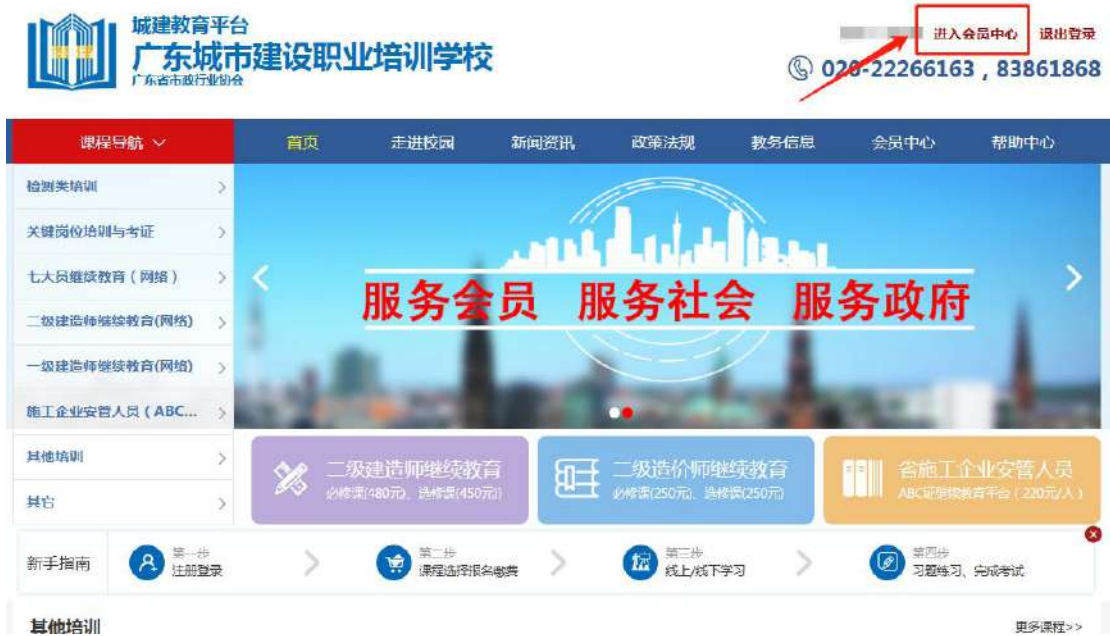 城建教育平台
广东城市建设职业培训学校
广东省市政行业协会
进入会员中心 退出登录
020-22266163，83861868
课程导航
首页 走进校园 新闻资讯 政策法规 教务信息 会员中心 帮助中心
检测类培训
关键岗位培训与考证
七大员继续教育（网络）
二级建造师继续教育(网络)
一级建造师继续教育(网络)
施工企业安管人员（ABC...
其他培训
其它
服务会员 服务社会 服务政府
二级建造师继续教育
必修课(480元)、选修课(450元)
二级造价师继续教育
必修课(250元)、选修课(250元)
省施工企业安管人员
ABC证继续教育平台（220元/人）
新手指南
第一步
注册登录
第二步
课程选择报名缴费
第三步
线上/线下学习
第四步
习题练习、完成考试
其他培训
更多课程>>